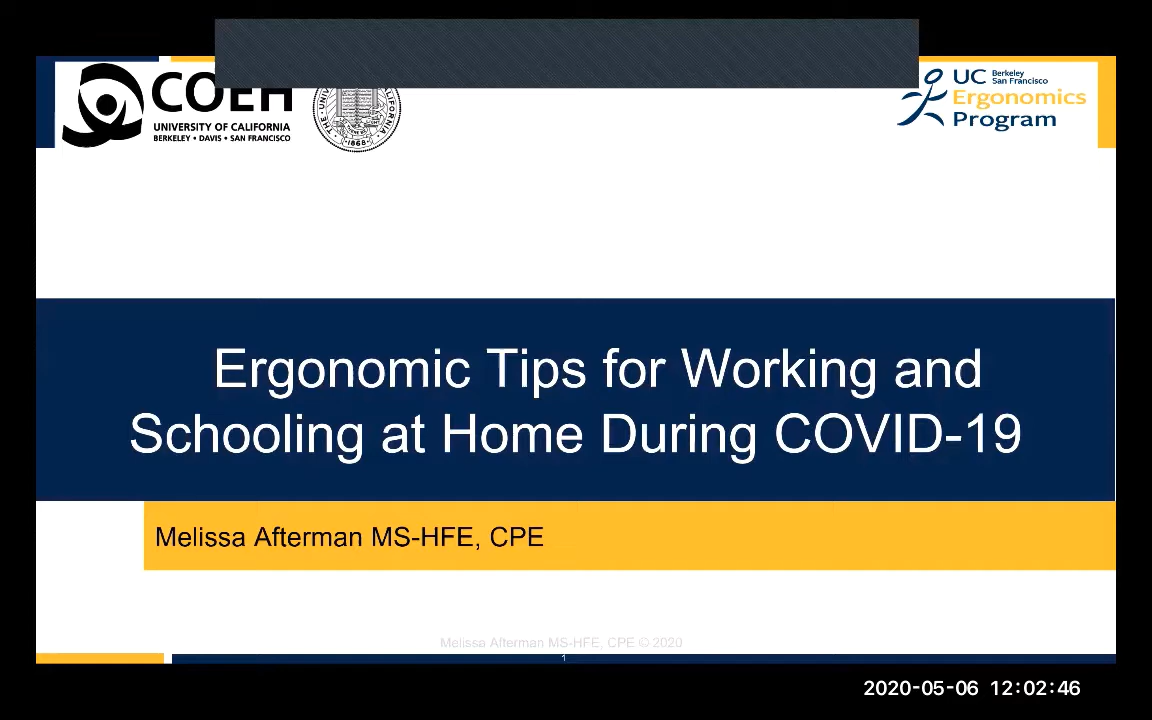 COEH
UNIVERSITY OF CALIFORNIA
BERKELEY • DAVIS • SAN FRANCISCO
·1868·
UC Berkeley
San Francisco
Ergonomics
Program
Ergonomic Tips for Working and
Schooling at Home During COVID-19
Melissa Afterman MS-HFE, CPE
Melissa Afterman MS-HFE, CPE © 2020
1
2020-05-06 12:02:46